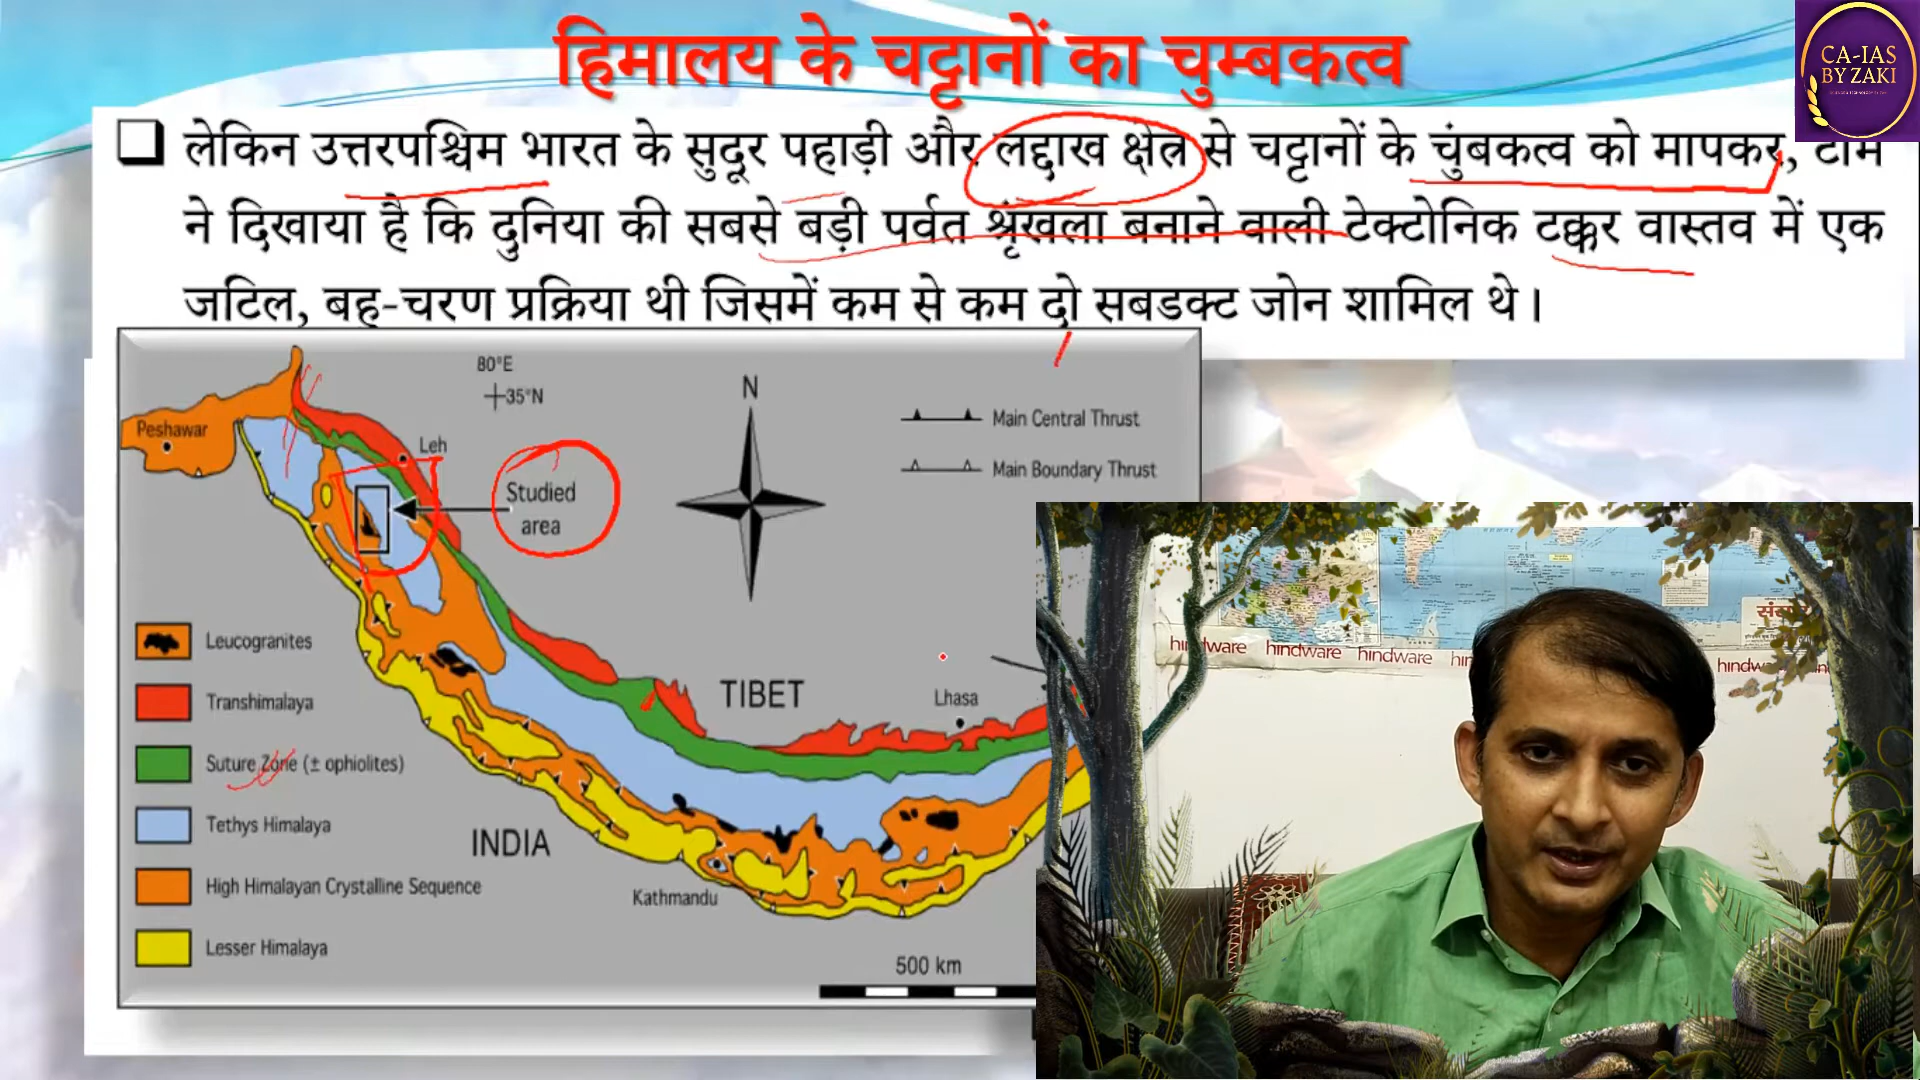 हिमालय के चट्टानों का चुम्बकत्व
CA-IAS
BY ZAKI
लेकिन उत्तरपश्चिम भारत के सुदूर पहाड़ी और लद्दाख क्षेत्र से चट्टानों के चुंबकत्व को मापकर, टीम
ने दिखाया है कि दुनिया की सबसे बड़ी पर्वत श्रृंखला बनाने वाली टेक्टोनिक टक्कर वास्तव में एक
जटिल, बहु-चरण प्रक्रिया थी जिसमें कम से कम दो सबडक्ट जोन शामिल थे।
80°E
35°N
N
Main Central Thrust
Main Boundary Thrust
Peshawar
Leh
Studied
area
Leucogranites
Transhimalaya
Suture Zone (± ophiolites)
Tethys Himalaya
High Himalayan Crystalline Sequence
Lesser Himalaya
TIBET
Lhasa
INDIA
Kathmandu
500 km
hindware hindware hindware